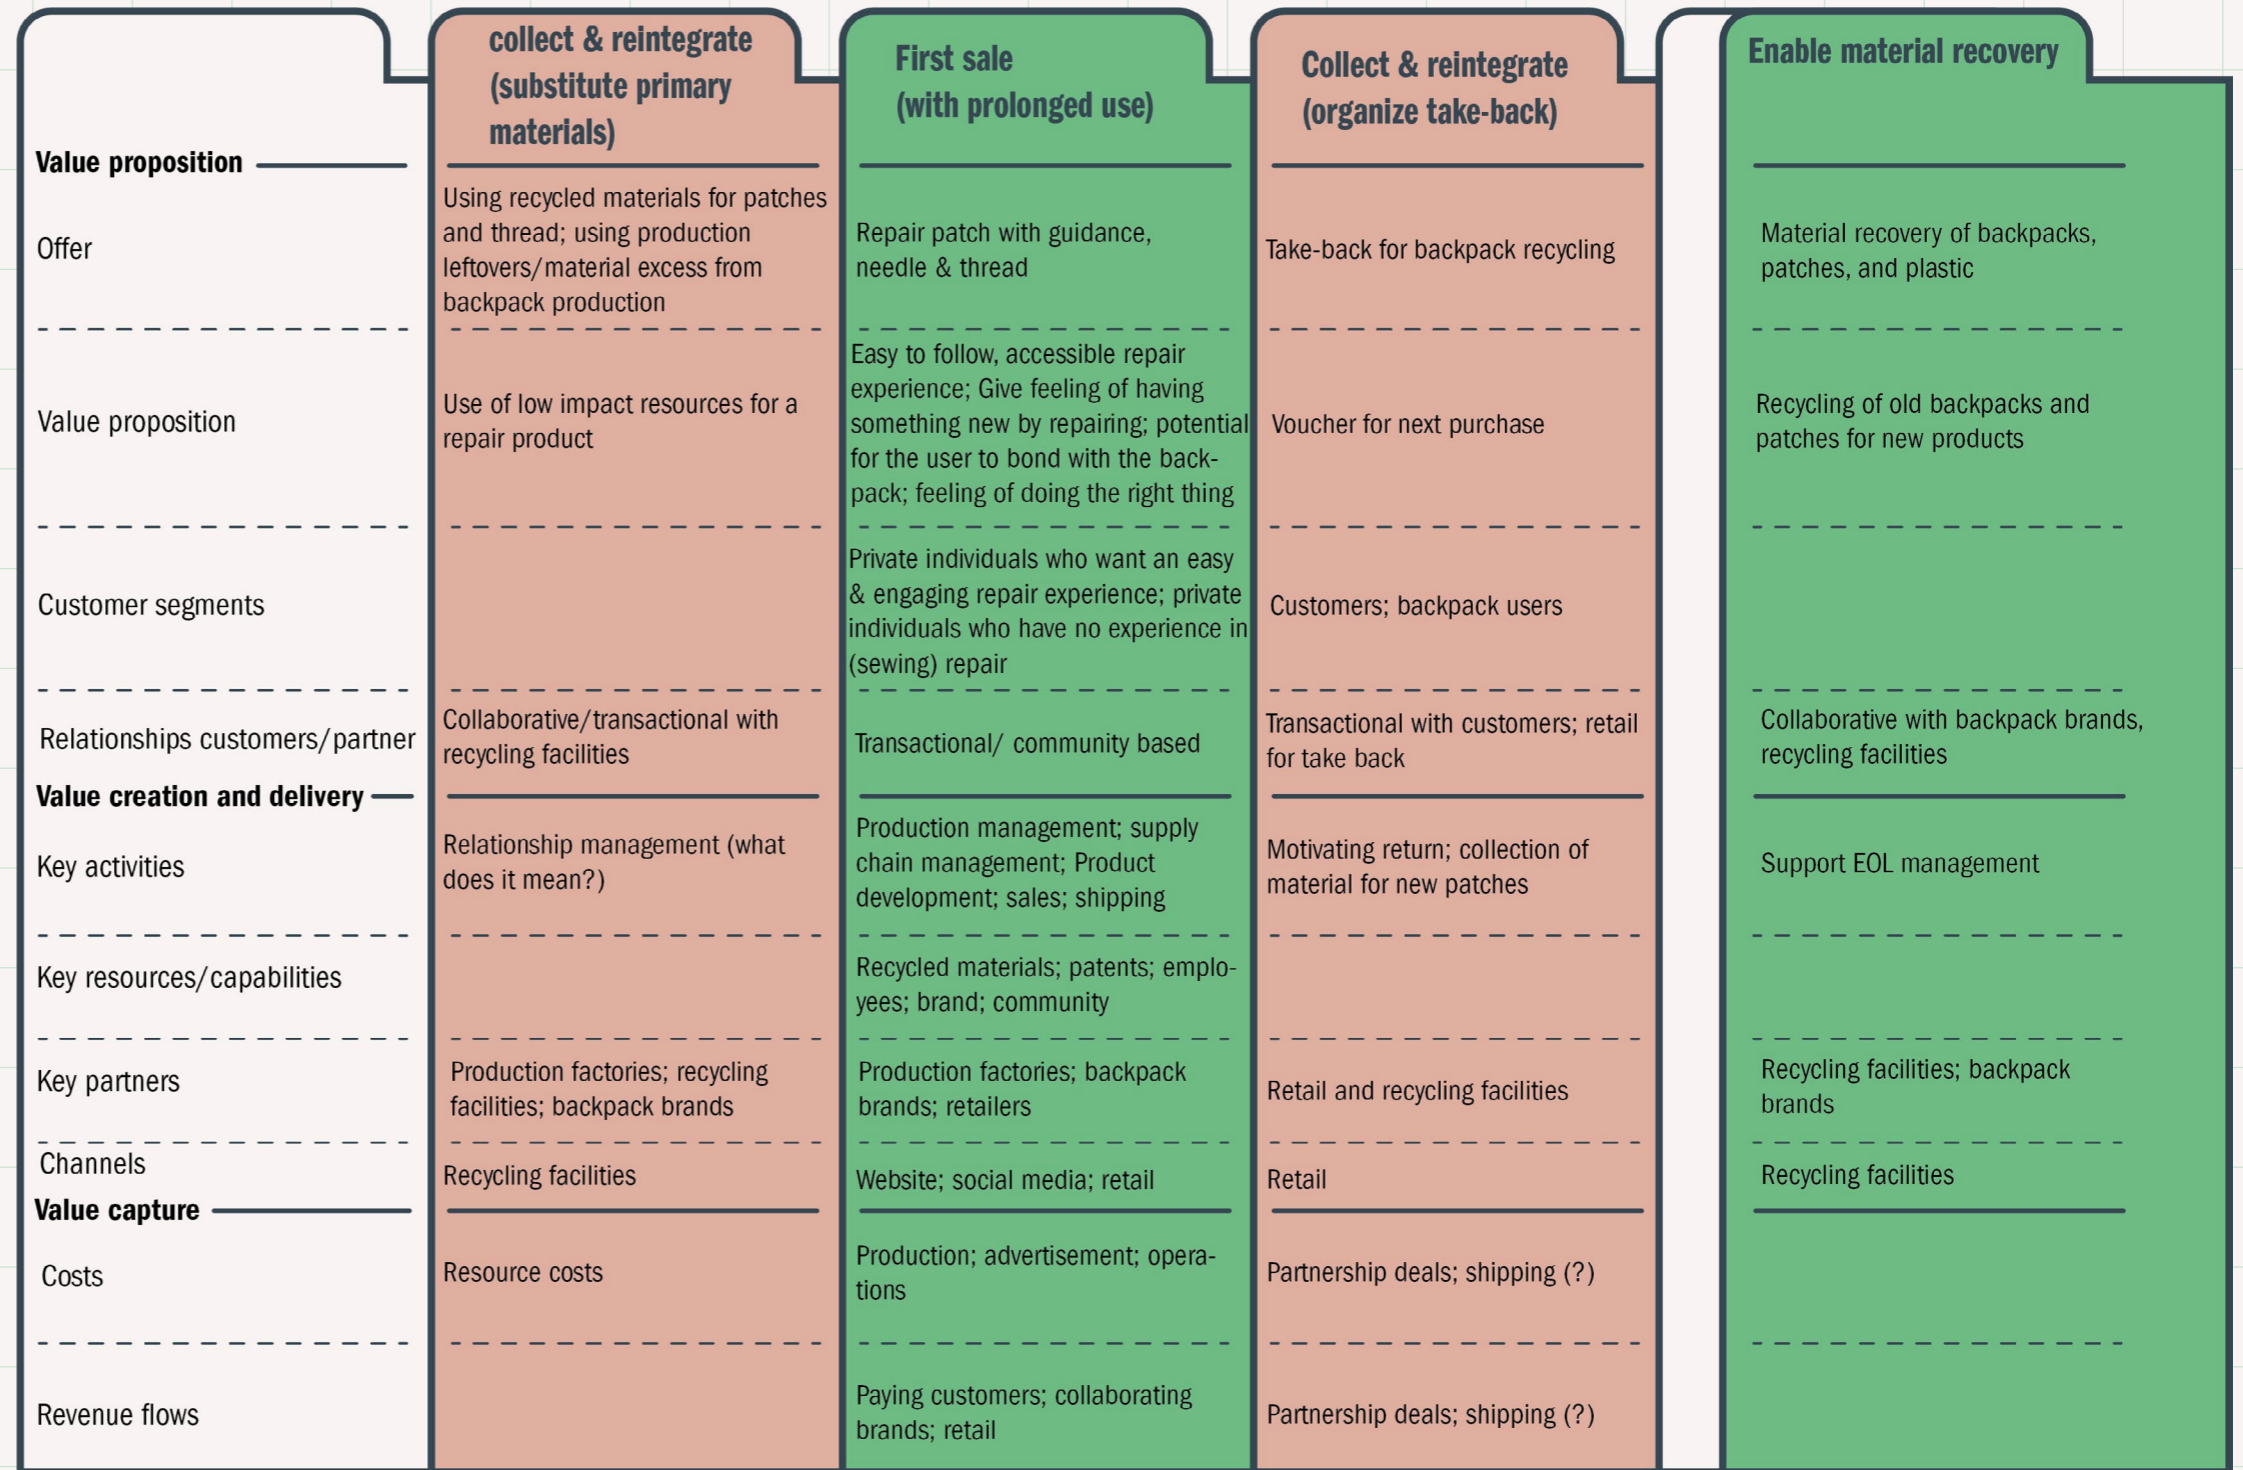 collect & reintegrate
(substitute primary
materials)
First sale
(with prolonged use)
Collect & reintegrate
(organize take-back)
Enable material recovery
Value proposition
Offer
Using recycled materials for patches
and thread; using production
leftovers/material excess from
backpack production
Repair patch with guidance,
needle & thread
Take-back for backpack recycling
Material recovery of backpacks,
patches, and plastic
Value proposition
Use of low impact resources for a
repair product
Easy to follow, accessible repair
experience; Give feeling of having
something new by repairing; potential
for the user to bond with the back-
pack; feeling of doing the right thing
Voucher for next purchase
Recycling of old backpacks and
patches for new products
Customer segments
Private individuals who want an easy
& engaging repair experience; private
individuals who have no experience in
(sewing) repair
Customers; backpack users
Relationships customers/partner
Collaborative/transactional with
recycling facilities
Transactional/ community based
Transactional with customers; retail
for take back
Collaborative with backpack brands,
recycling facilities
Value creation and delivery
Key activities
Relationship management (what
does it mean?)
Production management; supply
chain management; Product
development; sales; shipping
Motivating return; collection of
material for new patches
Support EOL management
Key resources/capabilities
Recycled materials; patents; emplo-
yees; brand; community
Key partners
Production factories; recycling
facilities; backpack brands
Production factories; backpack
brands; retailers
Retail and recycling facilities
Recycling facilities; backpack
brands
Channels
Recycling facilities
Website; social media; retail
Retail
Recycling facilities
Value capture
Costs
Resource costs
Production; advertisement; opera-
tions
Partnership deals; shipping (?)
Revenue flows
Paying customers; collaborating
brands; retail
Partnership deals; shipping (?)